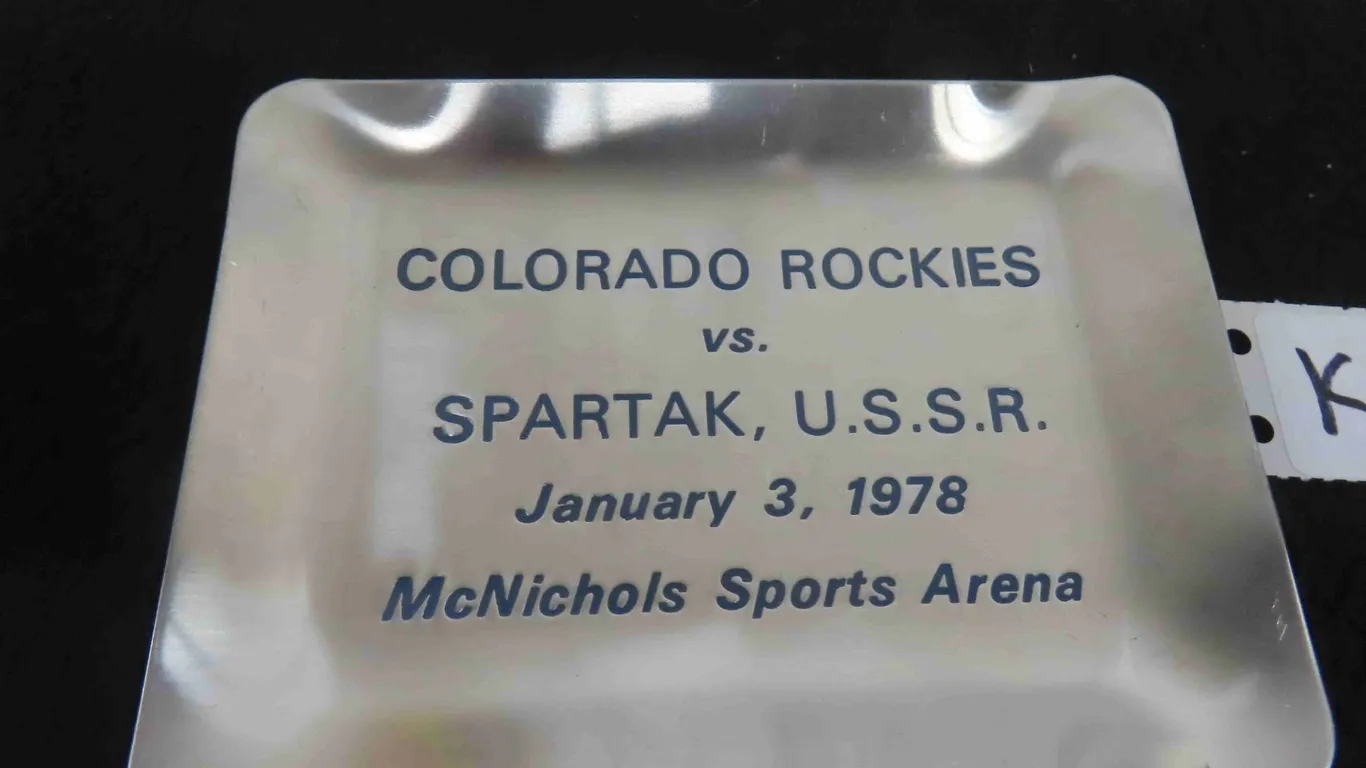 COLORADO ROCKIES
vs.
SPARTAK, U.S.S.R.
January 3, 1978
McNichols Sports Arena
K